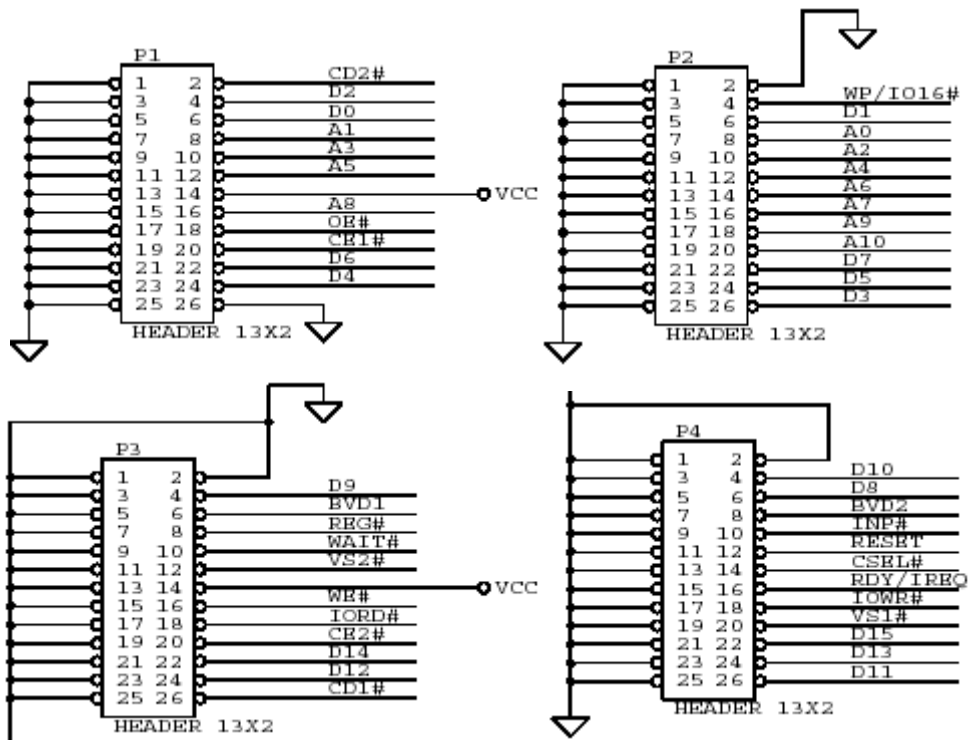 P1
1 2 CD2#
3 4 D2
5 6 D0
7 8 A1
9 10 A3
11 12 A5
13 14 VCC
15 16 A8
17 18 OE#
19 20 CE1#
21 22 D6
23 24 D4
25 26
HEADER 13X2
P2
1 2
3 4 WP/IO16#
5 6 D1
7 8 A0
9 10 A2
11 12 A4
13 14 A6
15 16 A7
17 18 A9
19 20 A10
21 22 D7
23 24 D5
25 26 D3
HEADER 13X2
P3
1 2
3 4 D9
5 6 BVD1
7 8 REG#
9 10 WAIT#
11 12 VS2#
13 14 VCC
15 16 WE#
17 18 IORD#
19 20 CE2#
21 22 D14
23 24 D12
25 26 CD1#
HEADER 13X2
P4
1 2
3 4 D10
5 6 D8
7 8 BVD2
9 10 INP#
11 12 RESET
13 14 CSEL#
15 16 RDY/IREQ
17 18 IOWR#
19 20 VS1#
21 22 D15
23 24 D13
25 26 D11
HEADER 13X2